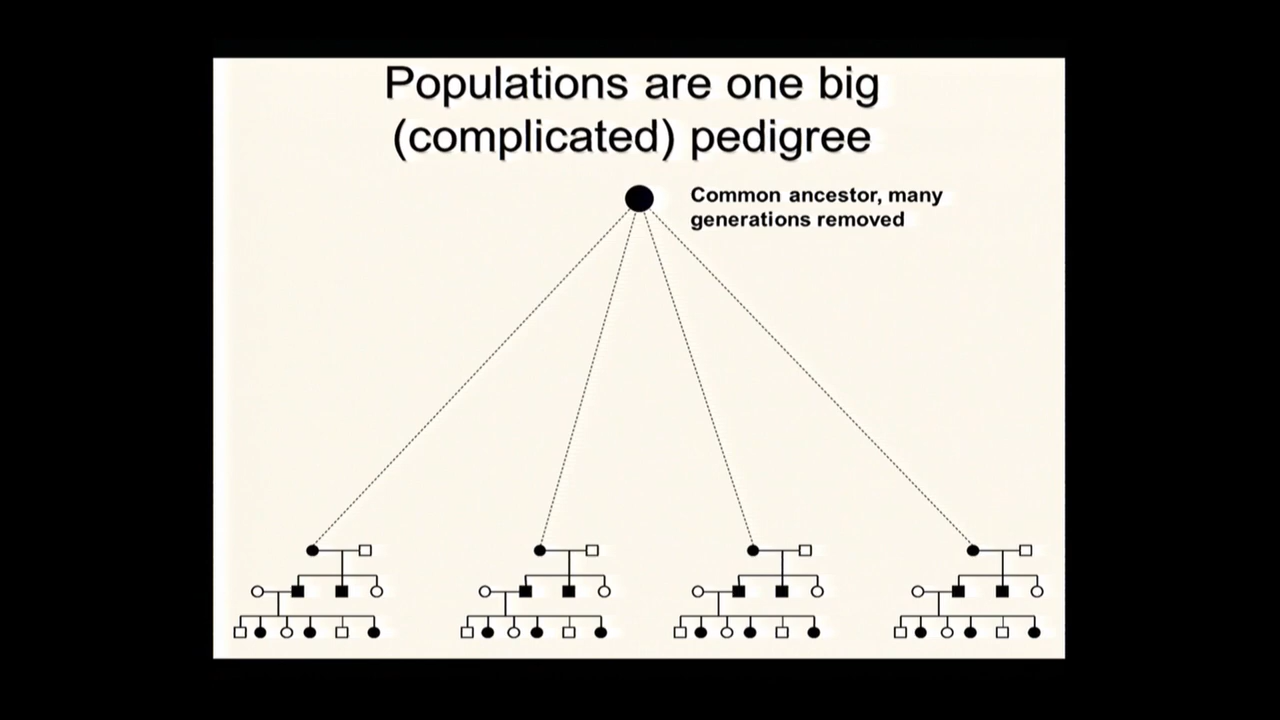 Populations are one big
(complicated) pedigree
Common ancestor, many
generations removed